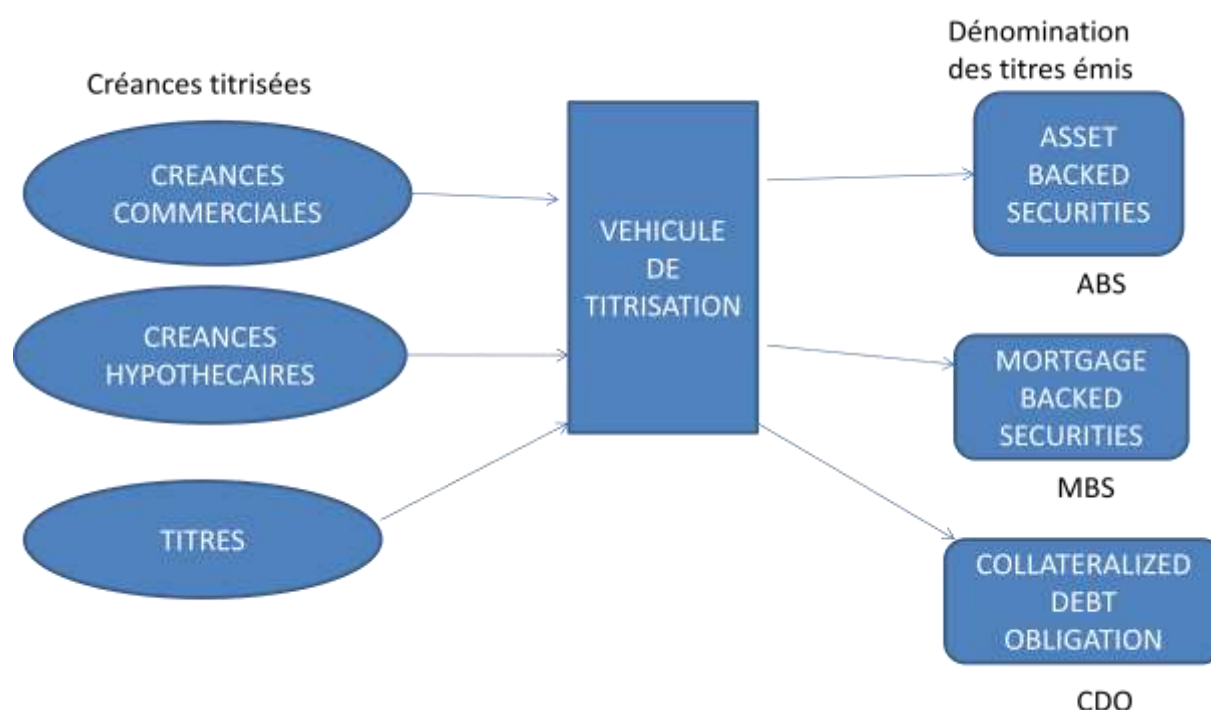 Créances titrisées
CREANCES
COMMERCIALES
CREANCES
HYPOTHECAIRES
TITRES
VEHICULE
DE
TITRISATION
Dénomination
des titres émis
ASSET
BACKED
SECURITIES
ABS
MORTGAGE
BACKED
SECURITIES
MBS
COLLATERALIZED
DEBT
OBLIGATION
CDO